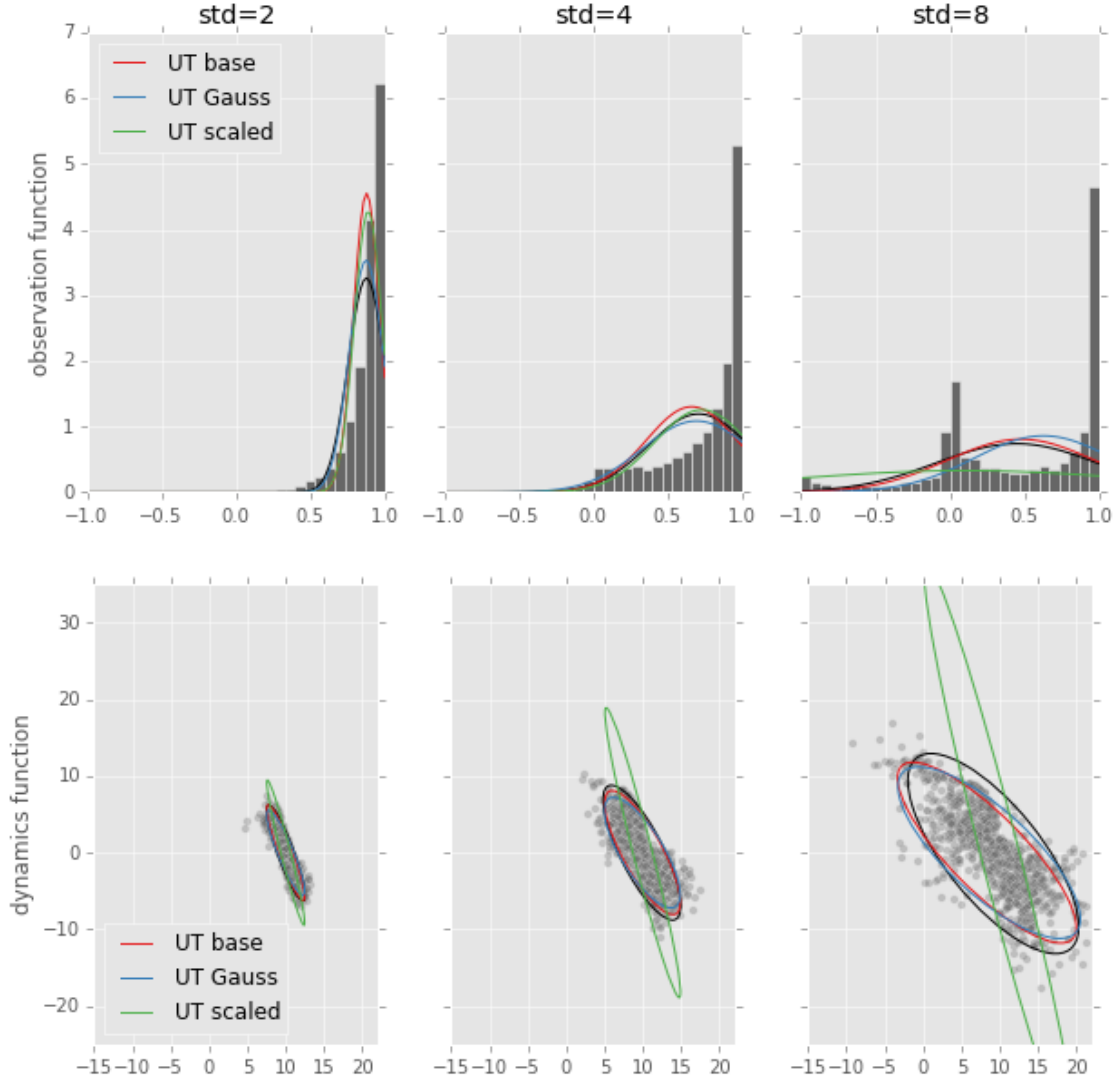 std=2 std=4 std=8
7
6
5
4
3
2
1
0
observation function
UT base
UT Gauss
UT scaled
−1.0 −0.5 0.0 0.5 1.0 −1.0 −0.5 0.0 0.5 1.0 −1.0 −0.5 0.0 0.5 1.0
30
20
10
0
−10
−20
dynamics function
UT base
UT Gauss
UT scaled
−15 −10 −5 0 5 10 15 20 −15 −10 −5 0 5 10 15 20 −15 −10 −5 0 5 10 15 20